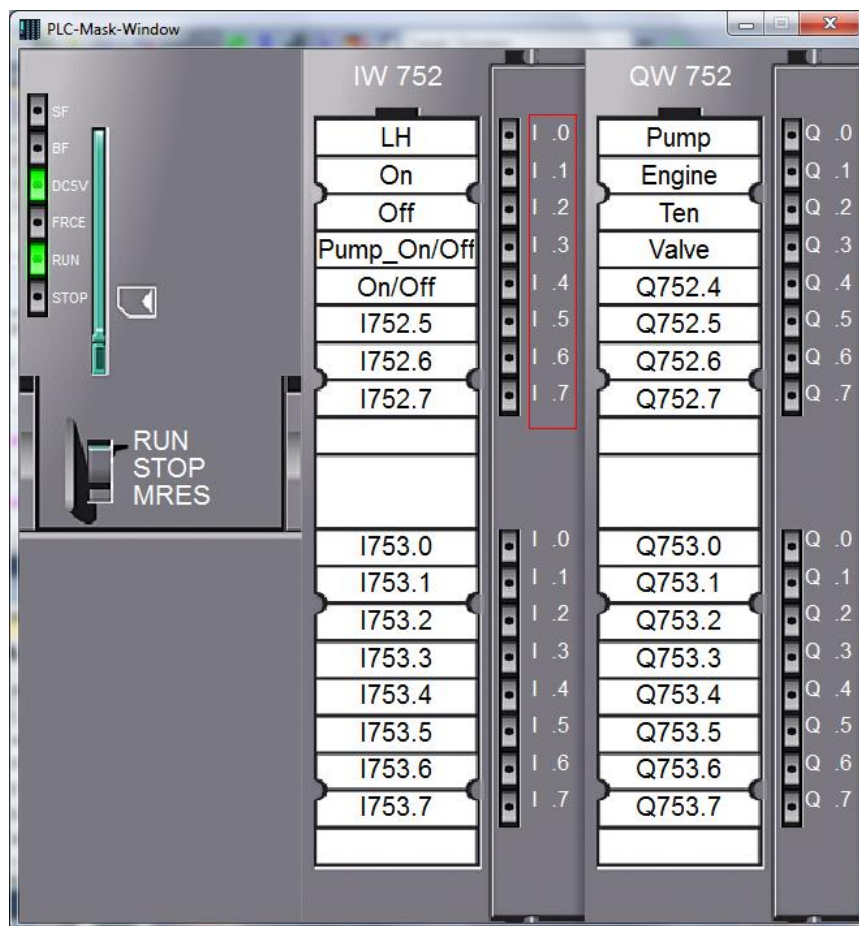 PLC-Mask-Window
SF
BF
DC5V
FRCE
RUN
STOP
RUN
STOP
MRES
IW 752
LH
On
Off
Pump_On/Off
On/Off
I752.5
I752.6
I752.7
I753.0
I753.1
I753.2
I753.3
I753.4
I753.5
I753.6
I753.7
I .0
I .1
I .2
I .3
I .4
I .5
I .6
I .7
I .0
I .1
I .2
I .3
I .4
I .5
I .6
I .7
QW 752
Pump
Engine
Ten
Valve
Q752.4
Q752.5
Q752.6
Q752.7
Q753.0
Q753.1
Q753.2
Q753.3
Q753.4
Q753.5
Q753.6
Q753.7
Q .0
Q .1
Q .2
Q .3
Q .4
Q .5
Q .6
Q .7
Q .0
Q .1
Q .2
Q .3
Q .4
Q .5
Q .6
Q .7